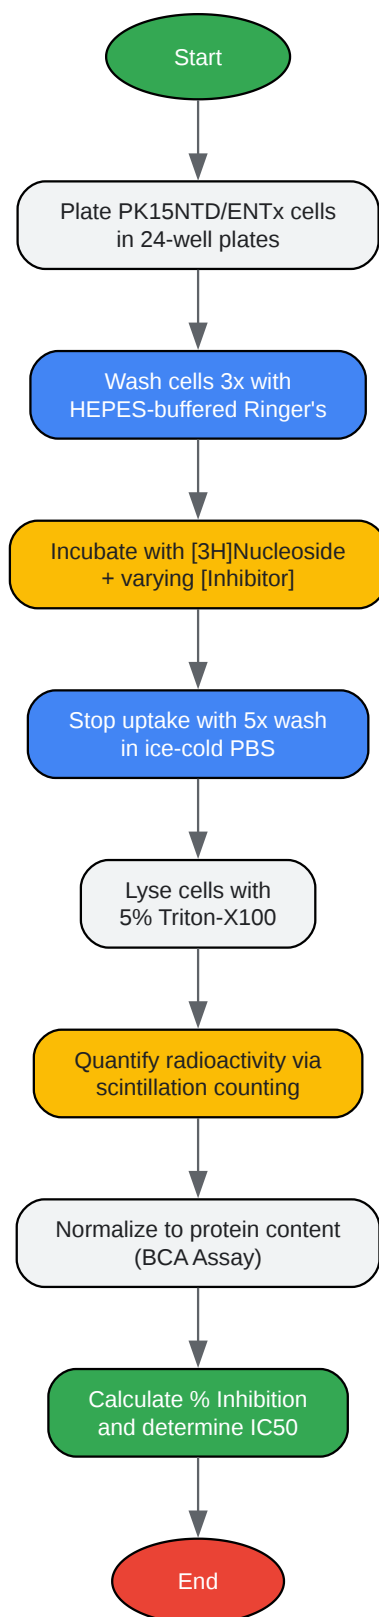 Start
Plate PK15NTD/ENTx cells
in 24-well plates
Wash cells 3x with
HEPES-buffered Ringer's
Incubate with [3H]Nucleoside
+ varying [Inhibitor]
Stop uptake with 5x wash
in ice-cold PBS
Lyse cells with
5% Triton-X100
Quantify radioactivity via
scintillation counting
Normalize to protein content
(BCA Assay)
Calculate % Inhibition
and determine IC50
End